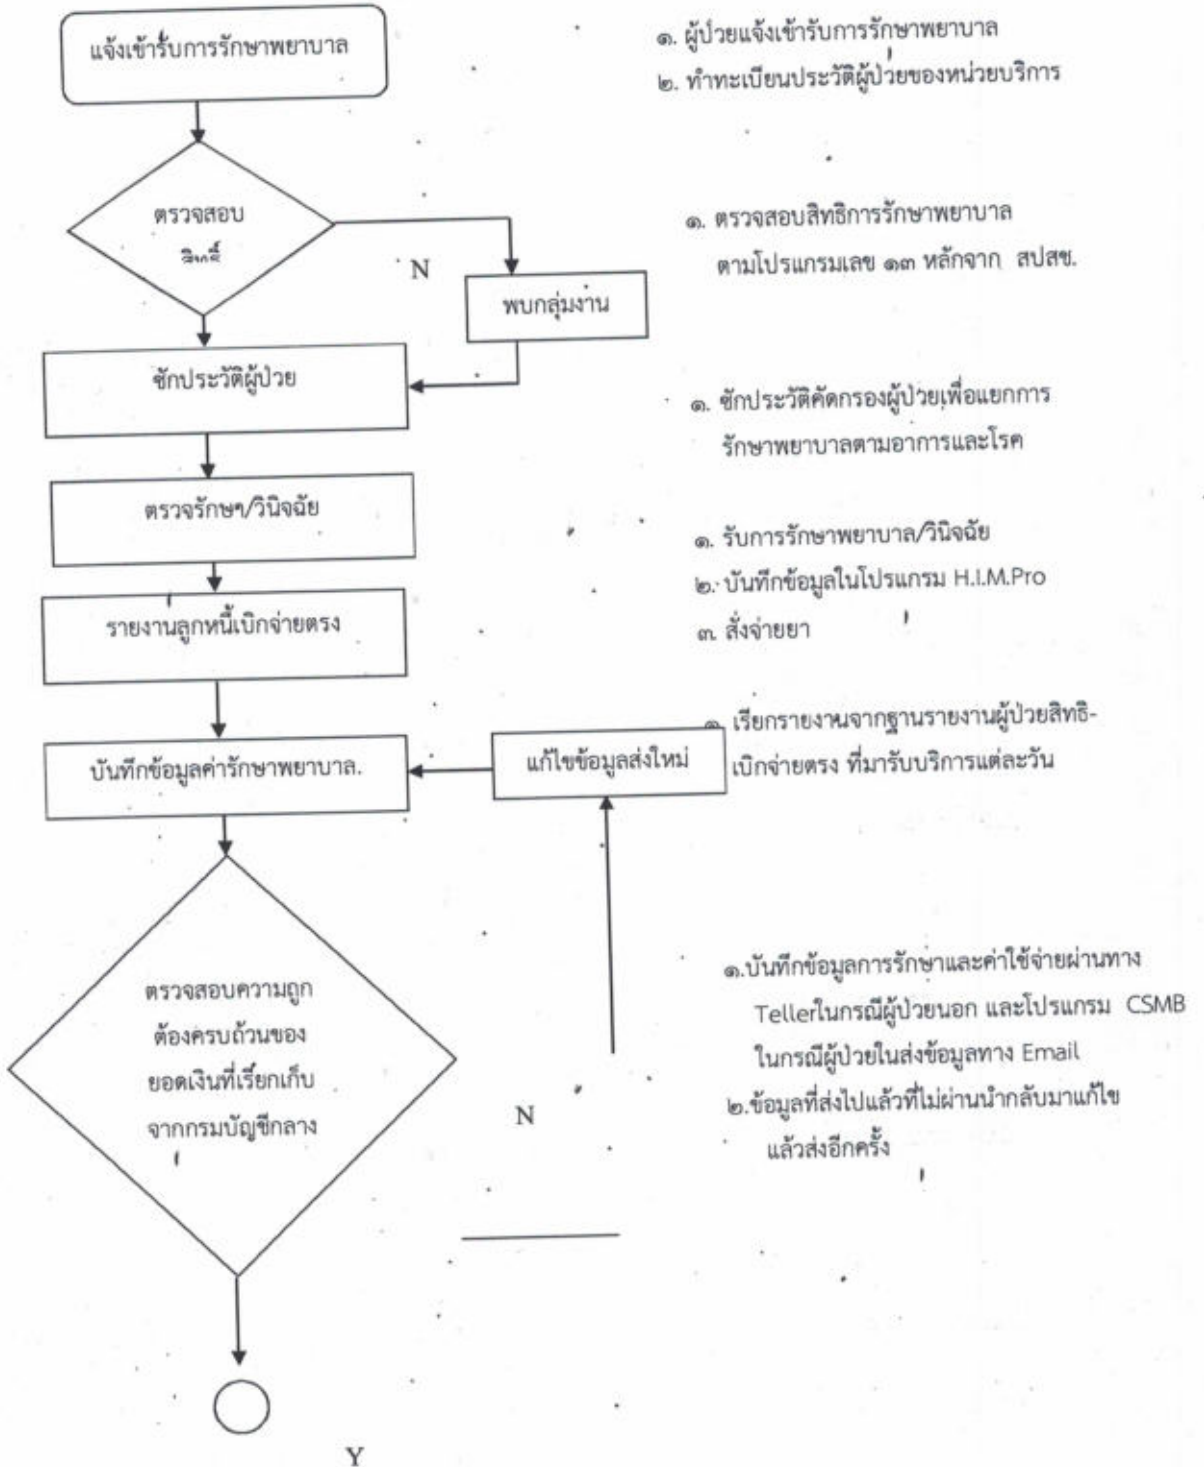 แจ้งเข้ารับการรักษาพยาบาล
๑. ผู้ป่วยแจ้งเข้ารับการรักษาพยาบาล
๒. ทำทะเบียนประวัติผู้ป่วยของหน่วยบริการ
ตรวจสอบ
สิทธิ์
N
พบกลุ่มงาน
๑. ตรวจสอบสิทธิการรักษาพยาบาล
ตามโปรแกรมเลข ๑๓ หลักจาก สปสช.
ซักประวัติผู้ป่วย
๑. ซักประวัติคัดกรองผู้ป่วยเพื่อแยกการ
รักษาพยาบาลตามอาการและโรค
ตรวจรักษา/วินิจฉัย
๑. รับการรักษาพยาบาล/วินิจฉัย
๒. บันทึกข้อมูลในโปรแกรม H.I.M.Pro
๓. สั่งจ่ายยา
รายงานลูกหนี้เบิกจ่ายตรง
บันทึกข้อมูลค่ารักษาพยาบาล.
แก้ไขข้อมูลส่งใหม่
๑. เรียกรายงานจากฐานรายงานผู้ป่วยสิทธิ-
เบิกจ่ายตรง ที่มารับบริการแต่ละวัน
ตรวจสอบความถูก
ต้องครบถ้วนของ
ยอดเงินที่เรียกเก็บ
จากกรมบัญชีกลาง
N
๑.บันทึกข้อมูลการรักษาและค่าใช้จ่ายผ่านทาง
Tellerในกรณีผู้ป่วยนอก และโปรแกรม CSMB
ในกรณีผู้ป่วยในส่งข้อมูลทาง Email
๒.ข้อมูลที่ส่งไปแล้วที่ไม่ผ่านนำกลับมาแก้ไข
แล้วส่งอีกครั้ง
Y